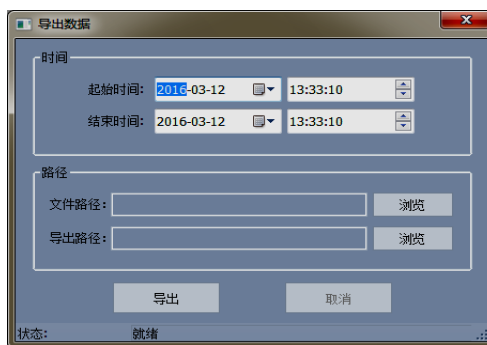 导出数据
时间
起始时间: 2016-03-12 13:33:10
结束时间: 2016-03-12 13:33:10
路径
文件路径: 浏览
导出路径: 浏览
导出 取消
状态: 就绪